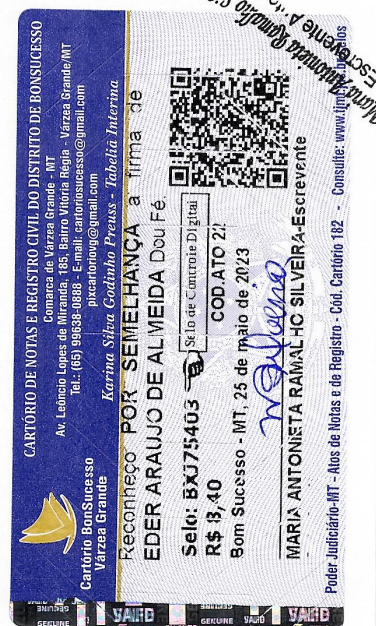 CARTÓRIO DE NOTAS E REGISTRO CIVIL DO DISTRITO DE BONSUCESSO
Comarca de Várzea Grande - MT
Av. Leôncio Lopes de Miranda, 185, Bairro Vitória Regia - Várzea Grande/MT
Tel.: (65) 99638-0888 - E-mail: cartoriosucesso@gmail.com
pixcartoriovg@gmail.com
Karina Silva Godinho Preuss - Tabeliã Interina
Cartório BonSucesso
Várzea Grande
Reconheço POR SEMELHANÇA a firma de
EDER ARAUJO DE ALMEIDA Dou Fé.
Selo: BXJ75403 Selo de Controle Digital
R$ 8,40 COD. ATO 22
Bom Sucesso - MT, 25 de maio de 2023
MARIA ANTONIETA RAMALHO SILVEIRA-Escrevente
Poder Judiciário-MT - Atos de Notas e de Registro - Cód. Cartório 182 - Consulte: www.tjmt.jus.br/selos
Maria Antonieta Ramalho
Escrevente
GENUINE
GENUINE